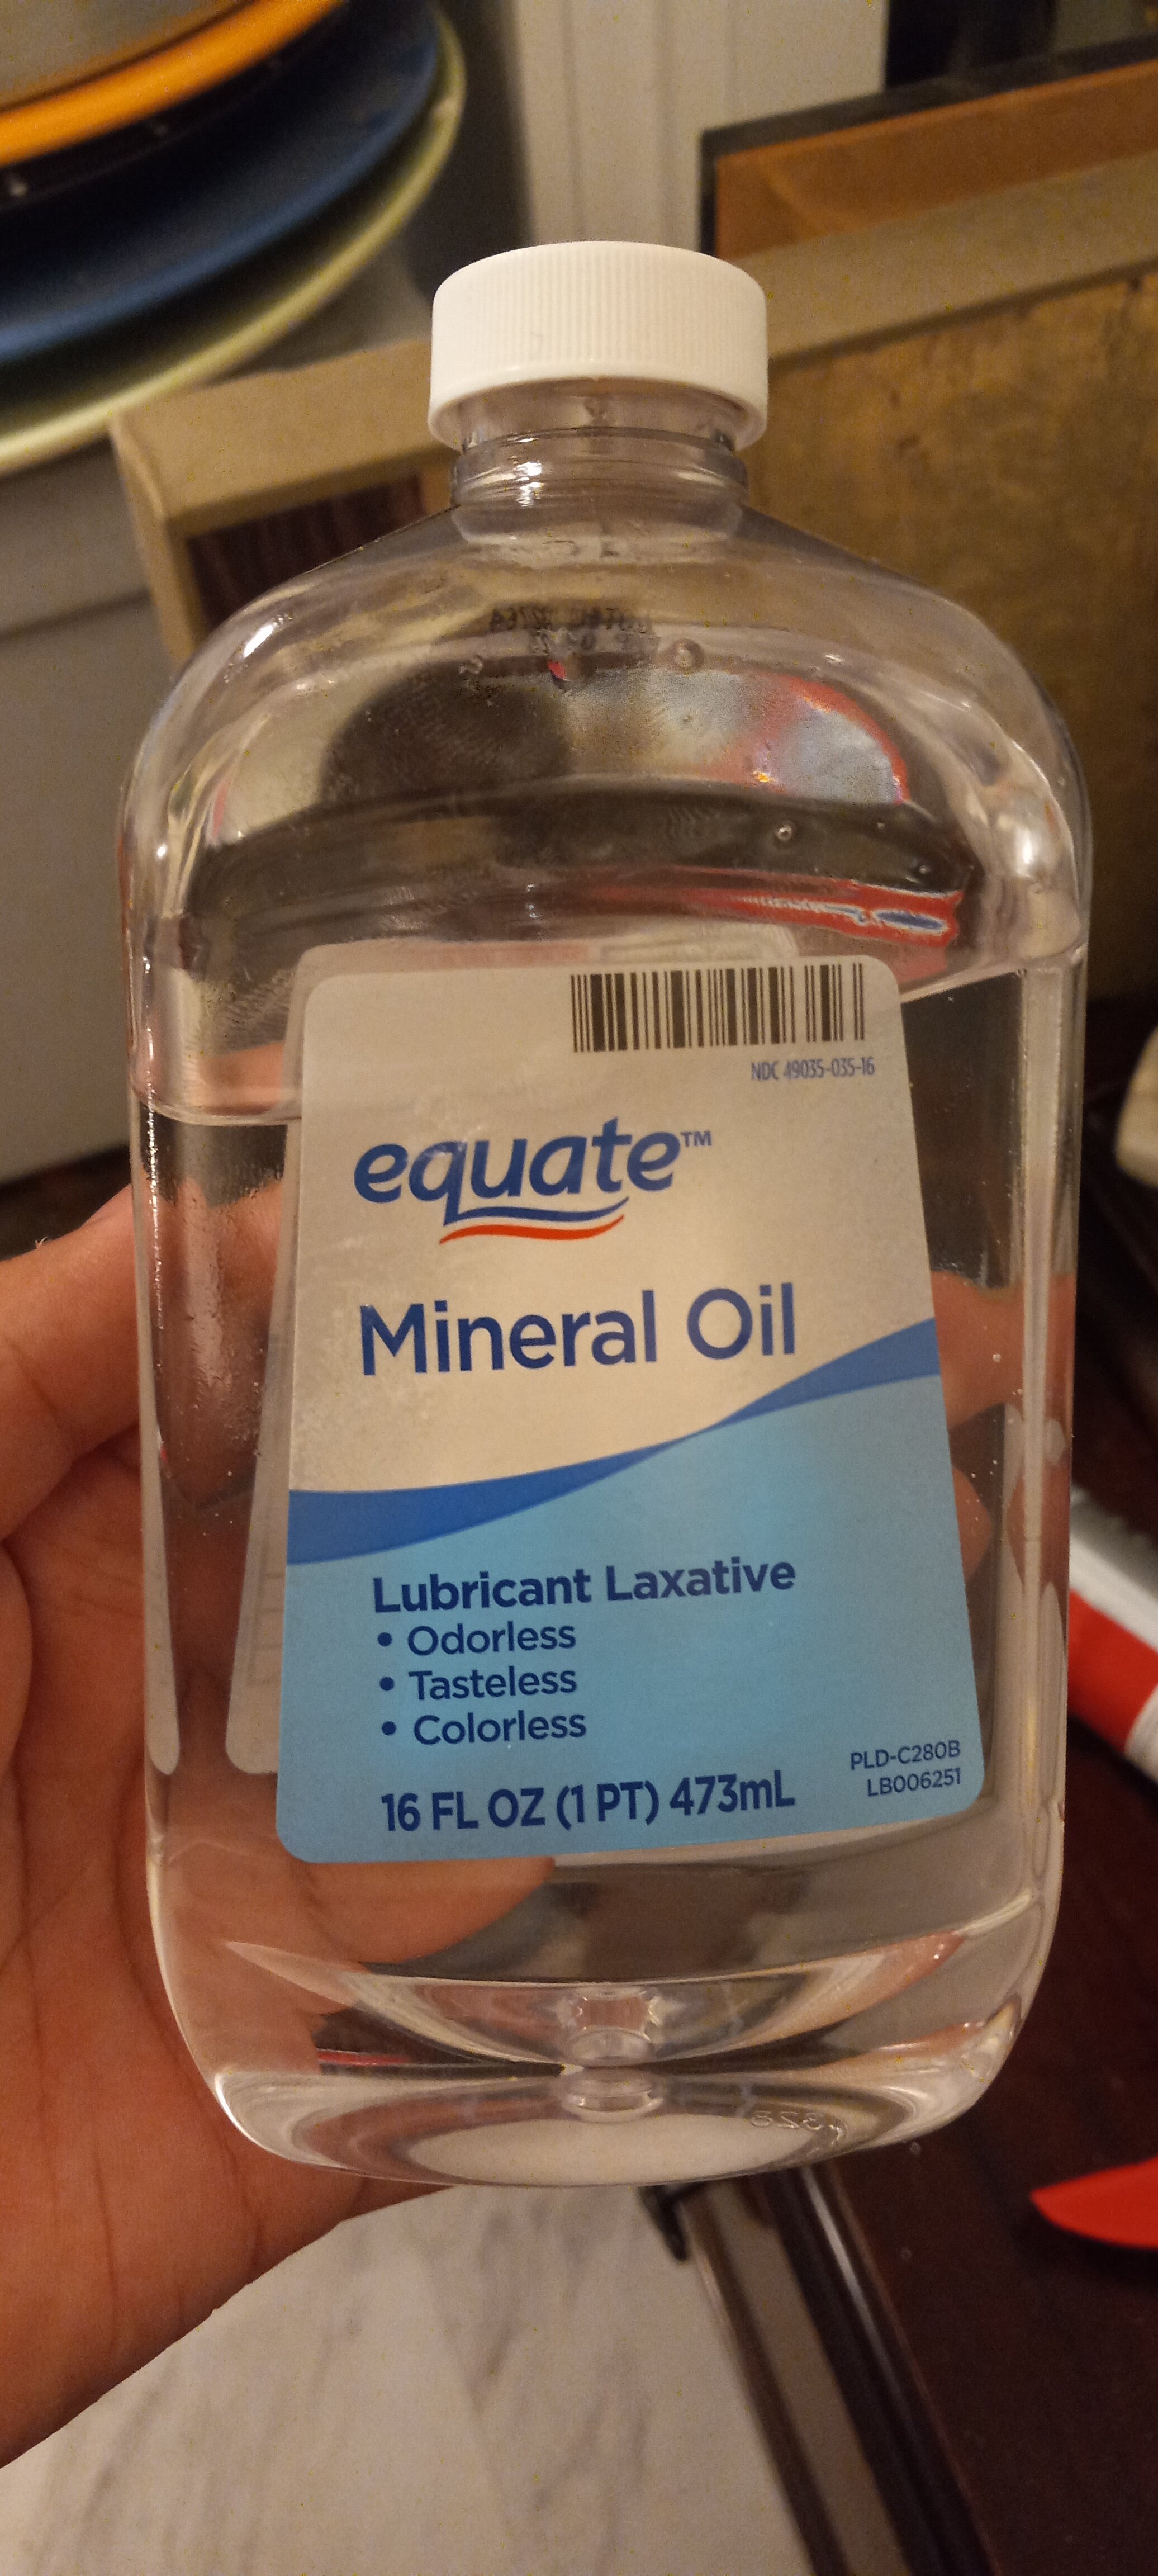 NDC 49035-035-16
equate™
Mineral Oil
Lubricant Laxative
• Odorless
• Tasteless
• Colorless
16 FL OZ (1 PT) 473mL
PLD-C280B
LB006251